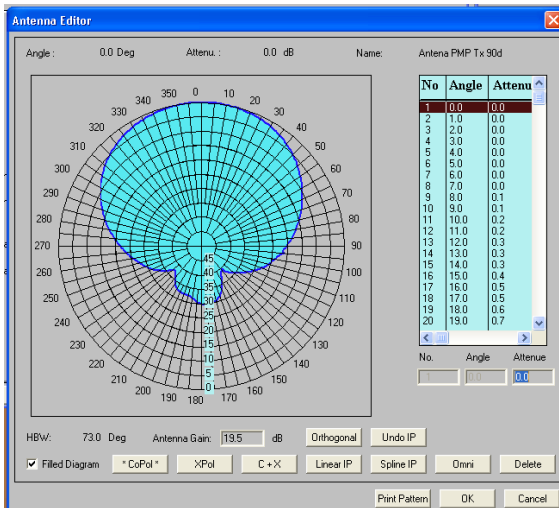 Antenna Editor
Angle : 0.0 Deg Attenu. : 0.0 dB Name: Antena PMP Tx 90d
350 0 10
340 20
330 30
320 40
310 50
300 60
290 70
280 80
270 90
260 100
250 110
240 120
230 130
220 140
210 150
200 160
190 180 170
45
40
35
30
25
20
15
10
5
0
No Angle Attenu
1 0.0 0.0
2 1.0 0.0
3 2.0 0.0
4 3.0 0.0
5 4.0 0.0
6 5.0 0.0
7 6.0 0.0
8 7.0 0.0
9 8.0 0.1
10 9.0 0.1
11 10.0 0.2
12 11.0 0.2
13 12.0 0.3
14 13.0 0.3
15 14.0 0.3
16 15.0 0.4
17 16.0 0.5
18 17.0 0.5
19 18.0 0.6
20 19.0 0.7
No. Angle Attenue
1 0.0 0.0
HBW: 73.0 Deg Antenna Gain: 19.5 dB Orthogonal Undo IP
Filled Diagram * CoPol * XPol C + X Linear IP Spline IP Omni Delete
Print Pattern OK Cancel